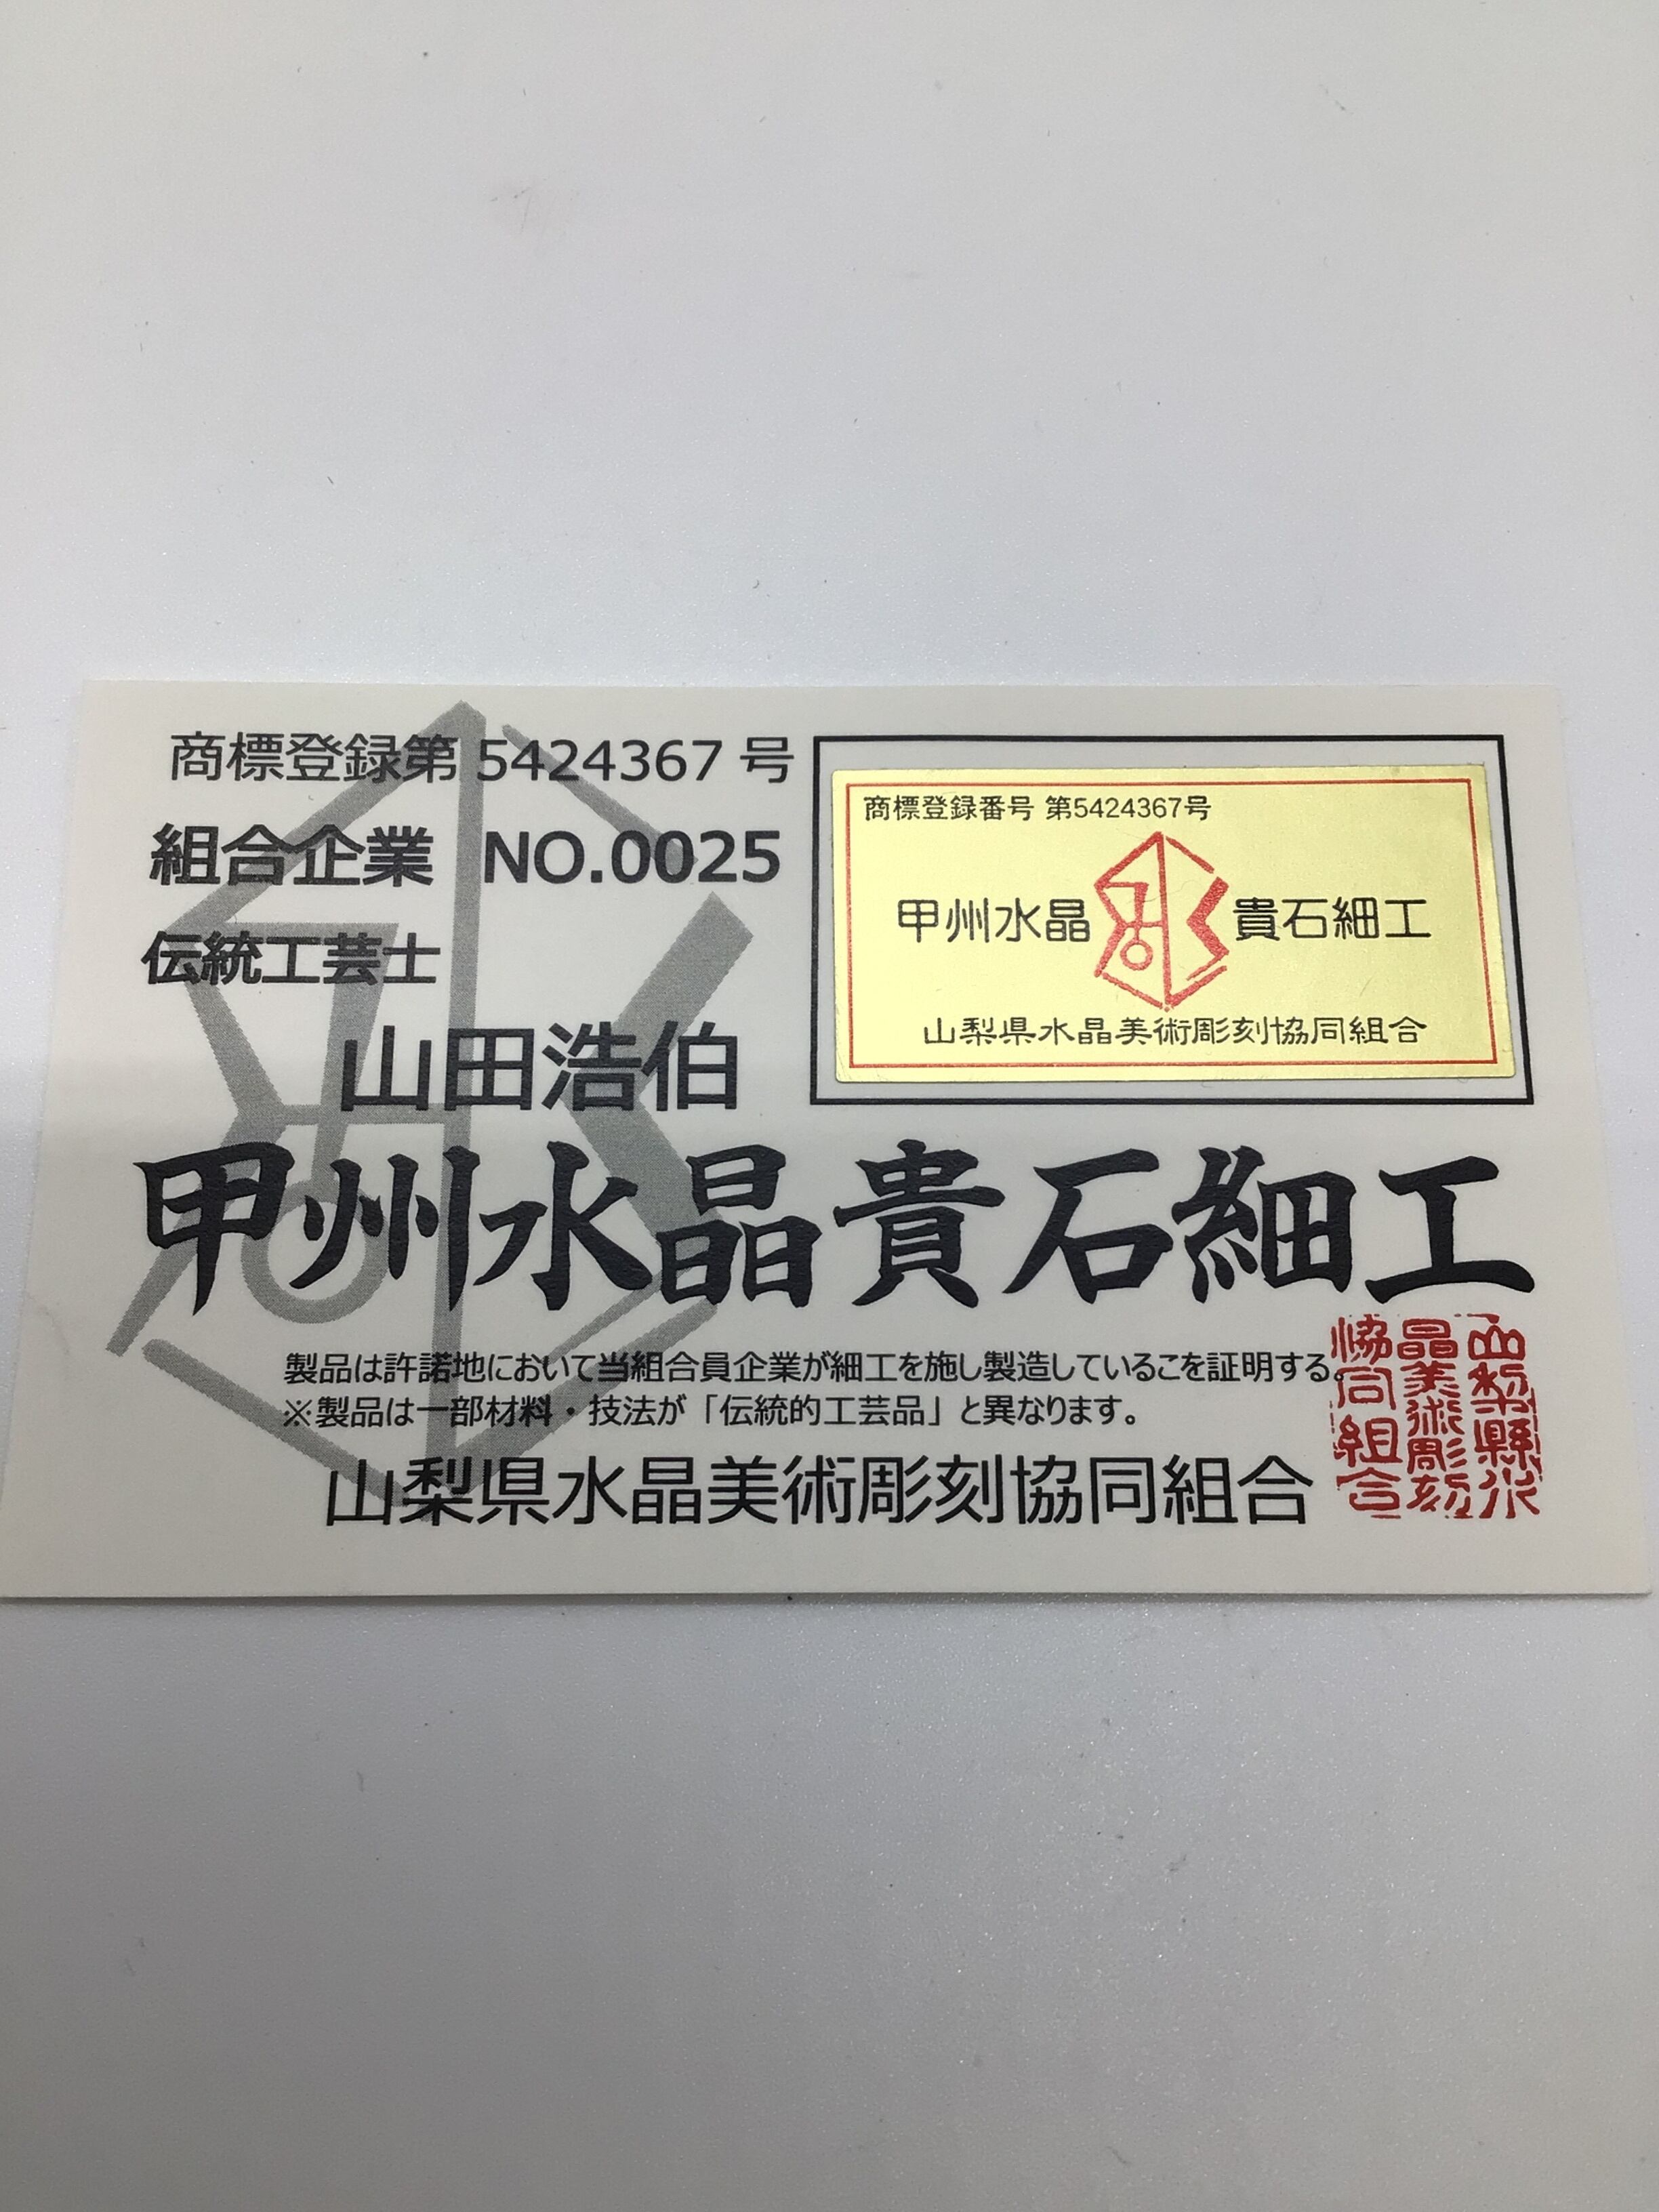 商標登録第 5424367 号
組合企業 NO.0025
伝統工芸士
山田浩伯
商標登録番号 第5424367号
甲州水晶 貴石細工
山梨県水晶美術彫刻協同組合
甲州水晶貴石細工
製品は許諾地において当組合員企業が細工を施し製造しているこを証明する。
※製品は一部材料・技法が「伝統的工芸品」と異なります。
山梨県水晶美術彫刻協同組合
山梨縣水
晶美術彫刻
協同組合